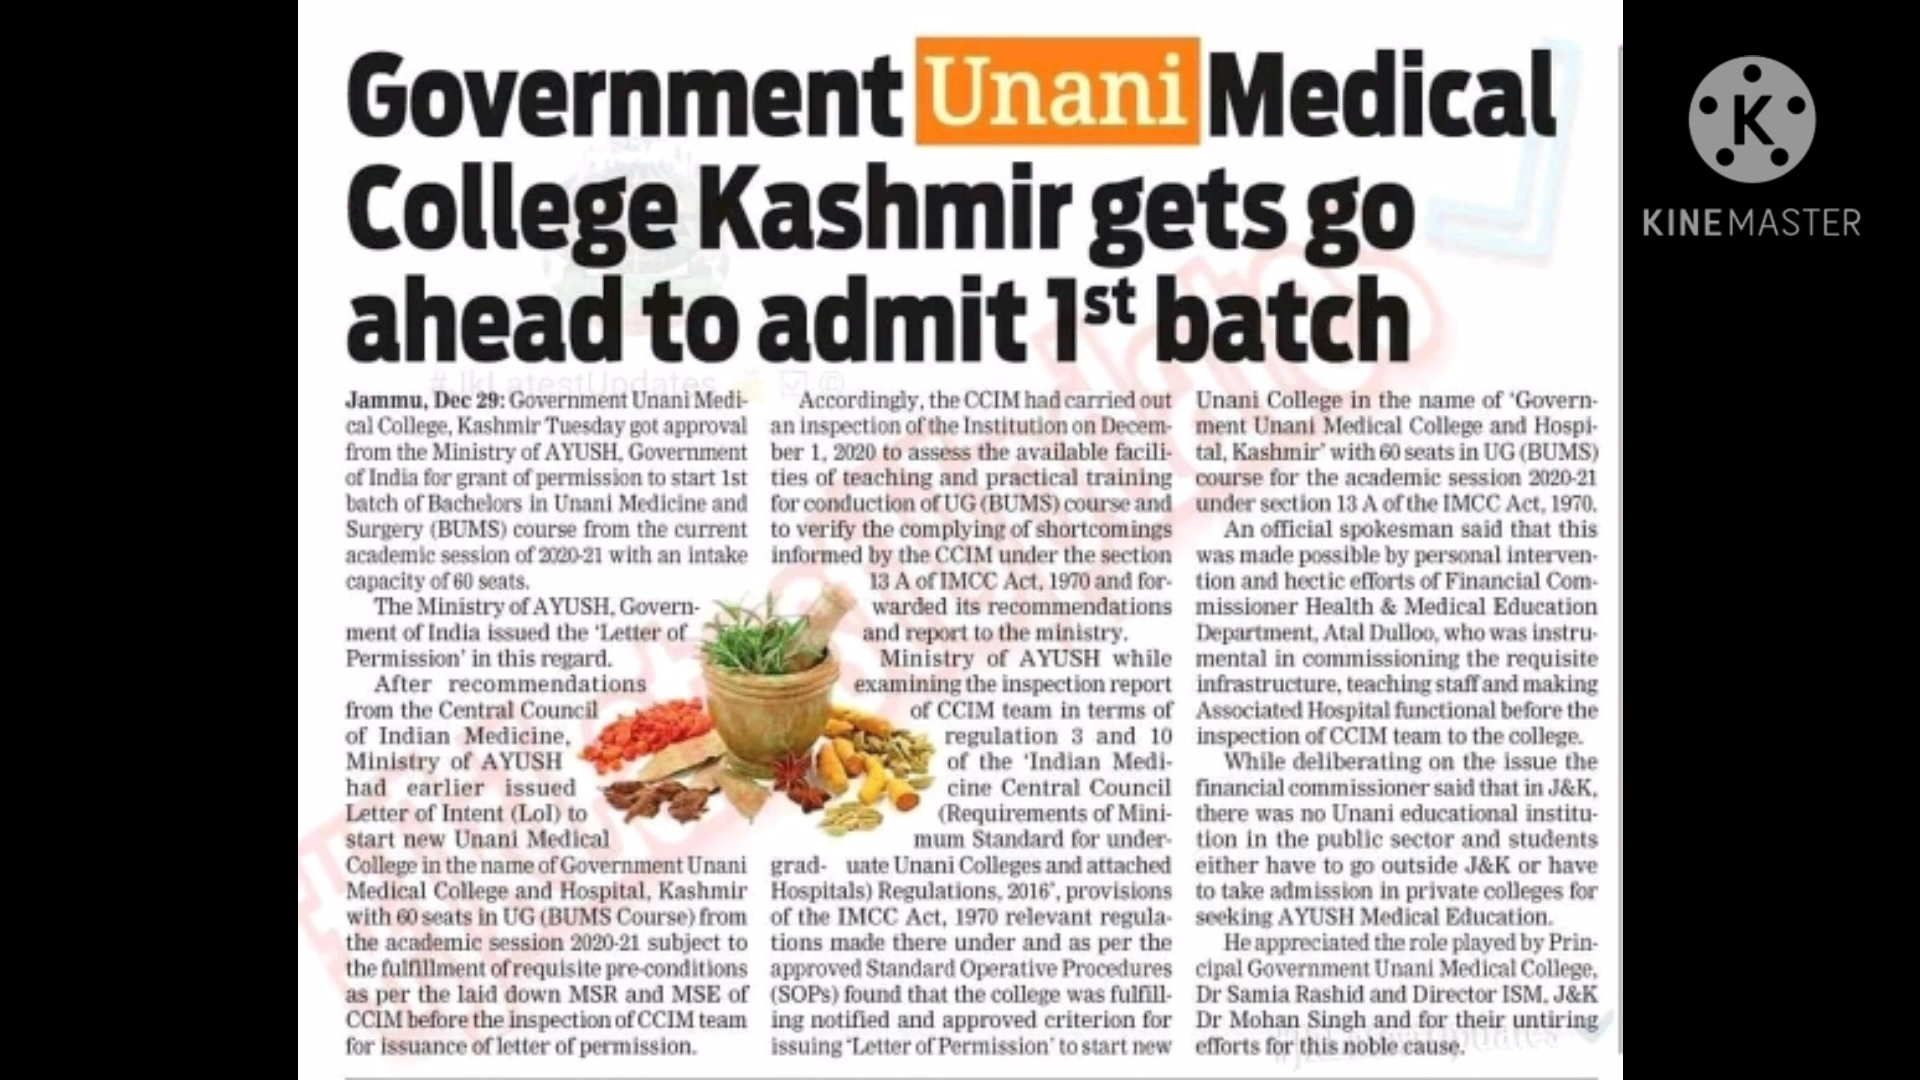 Government Unani Medical
College Kashmir gets go
ahead to admit 1st batch
KINEMASTER
#JkLatestUpdates
Jammu, Dec 29: Government Unani Medi-
cal College, Kashmir Tuesday got approval
from the Ministry of AYUSH, Government
of India for grant of permission to start 1st
batch of Bachelors in Unani Medicine and
Surgery (BUMS) course from the current
academic session of 2020-21 with an intake
capacity of 60 seats.
The Ministry of AYUSH, Govern-
ment of India issued the 'Letter of
Permission' in this regard.
After recommendations
from the Central Council
of Indian Medicine,
Ministry of AYUSH
had earlier issued
Letter of Intent (LoI) to
start new Unani Medical
College in the name of Government Unani
Medical College and Hospital, Kashmir
with 60 seats in UG (BUMS Course) from
the academic session 2020-21 subject to
the fulfillment of requisite pre-conditions
as per the laid down MSR and MSE of
CCIM before the inspection of CCIM team
for issuance of letter of permission.
Accordingly, the CCIM had carried out
an inspection of the Institution on Decem-
ber 1, 2020 to assess the available facili-
ties of teaching and practical training
for conduction of UG (BUMS) course and
to verify the complying of shortcomings
informed by the CCIM under the section
13 A of IMCC Act, 1970 and for-
warded its recommendations
and report to the ministry.
Ministry of AYUSH while
examining the inspection report
of CCIM team in terms of
regulation 3 and 10
of the 'Indian Medi-
cine Central Council
(Requirements of Mini-
mum Standard for under-
grad- uate Unani Colleges and attached
Hospitals) Regulations, 2016', provisions
of the IMCC Act, 1970 relevant regula-
tions made there under and as per the
approved Standard Operative Procedures
(SOPs) found that the college was fulfill-
ing notified and approved criterion for
issuing 'Letter of Permission' to start new
Unani College in the name of 'Govern-
ment Unani Medical College and Hospi-
tal, Kashmir' with 60 seats in UG (BUMS)
course for the academic session 2020-21
under section 13 A of the IMCC Act, 1970.
An official spokesman said that this
was made possible by personal interven-
tion and hectic efforts of Financial Com-
missioner Health & Medical Education
Department, Atal Dulloo, who was instru-
mental in commissioning the requisite
infrastructure, teaching staff and making
Associated Hospital functional before the
inspection of CCIM team to the college.
While deliberating on the issue the
financial commissioner said that in J&K,
there was no Unani educational institu-
tion in the public sector and students
either have to go outside J&K or have
to take admission in private colleges for
seeking AYUSH Medical Education.
He appreciated the role played by Prin-
cipal Government Unani Medical College,
Dr Samia Rashid and Director ISM, J&K
Dr Mohan Singh and for their untiring
efforts for this noble cause.